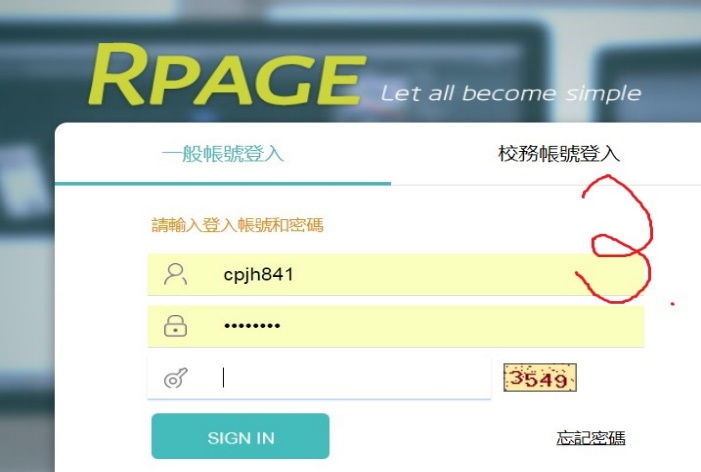 RPAGE Let all become simple
一般帳號登入 校務帳號登入
3.
請輸入登入帳號和密碼
cpjh841
••••••••
3549
SIGN IN 忘記密碼